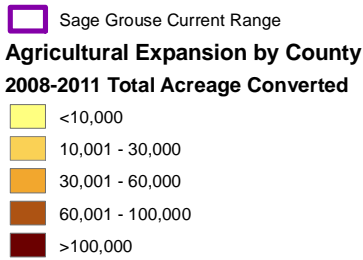 Sage Grouse Current Range
Agricultural Expansion by County
2008-2011 Total Acreage Converted
<10,000
10,001 - 30,000
30,001 - 60,000
60,001 - 100,000
>100,000